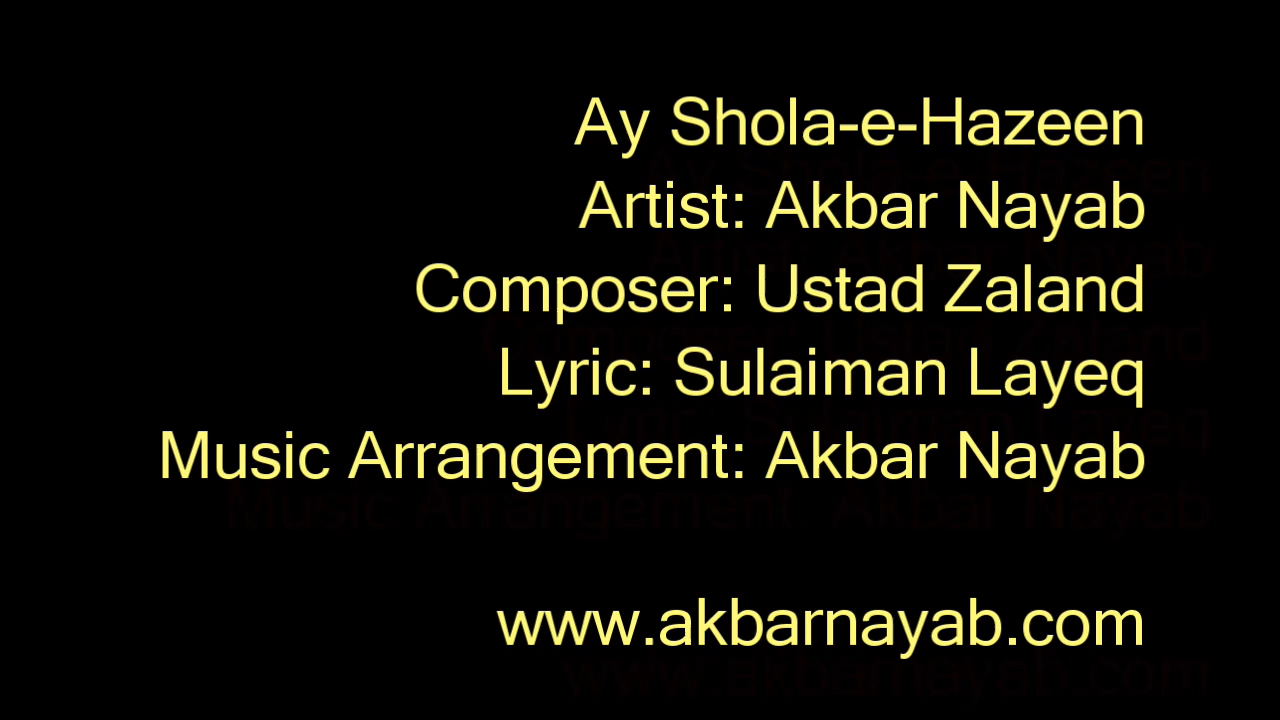 Ay Shola-e-Hazeen
Artist: Akbar Nayab
Composer: Ustad Zaland
Lyric: Sulaiman Layeq
Music Arrangement: Akbar Nayab
www.akbarnayab.com